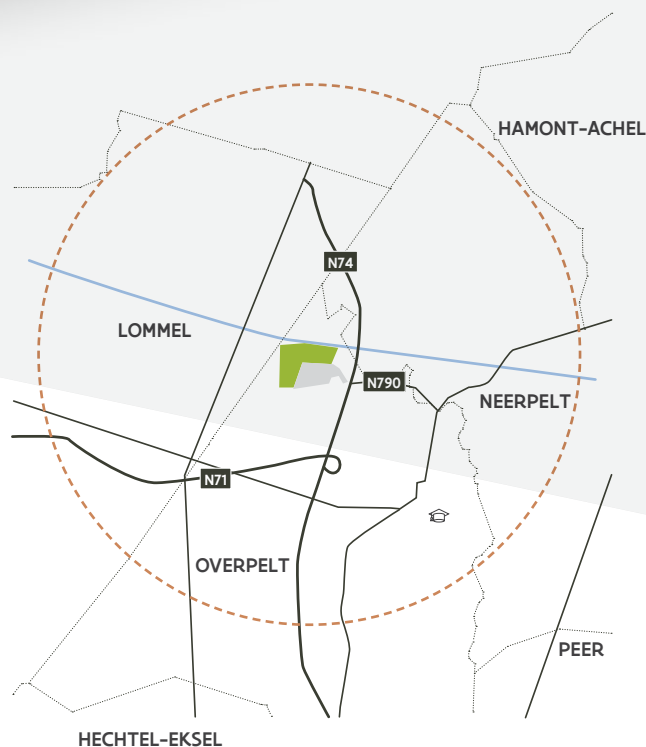 HAMONT-ACHEL
N74
LOMMEL
N790
NEERPELT
N71
OVERPELT
PEER
HECHTEL-EKSEL